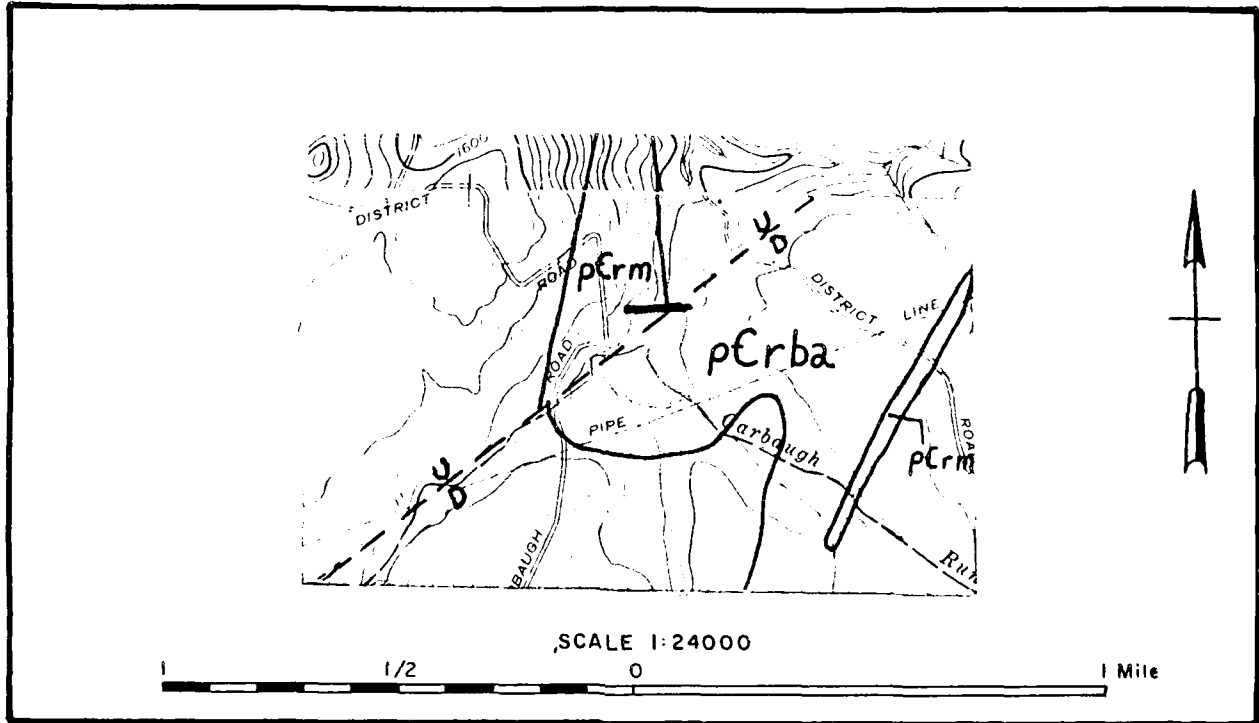 1600
DISTRICT
U/D
pЄrm
ROAD
DISTRICT LINE
ROAD
pЄrba
PIPE
Carbaugh
ROAD
pЄrm
U
D
BAUGH
Run
SCALE 1:24000
1 1/2 0 1 Mile